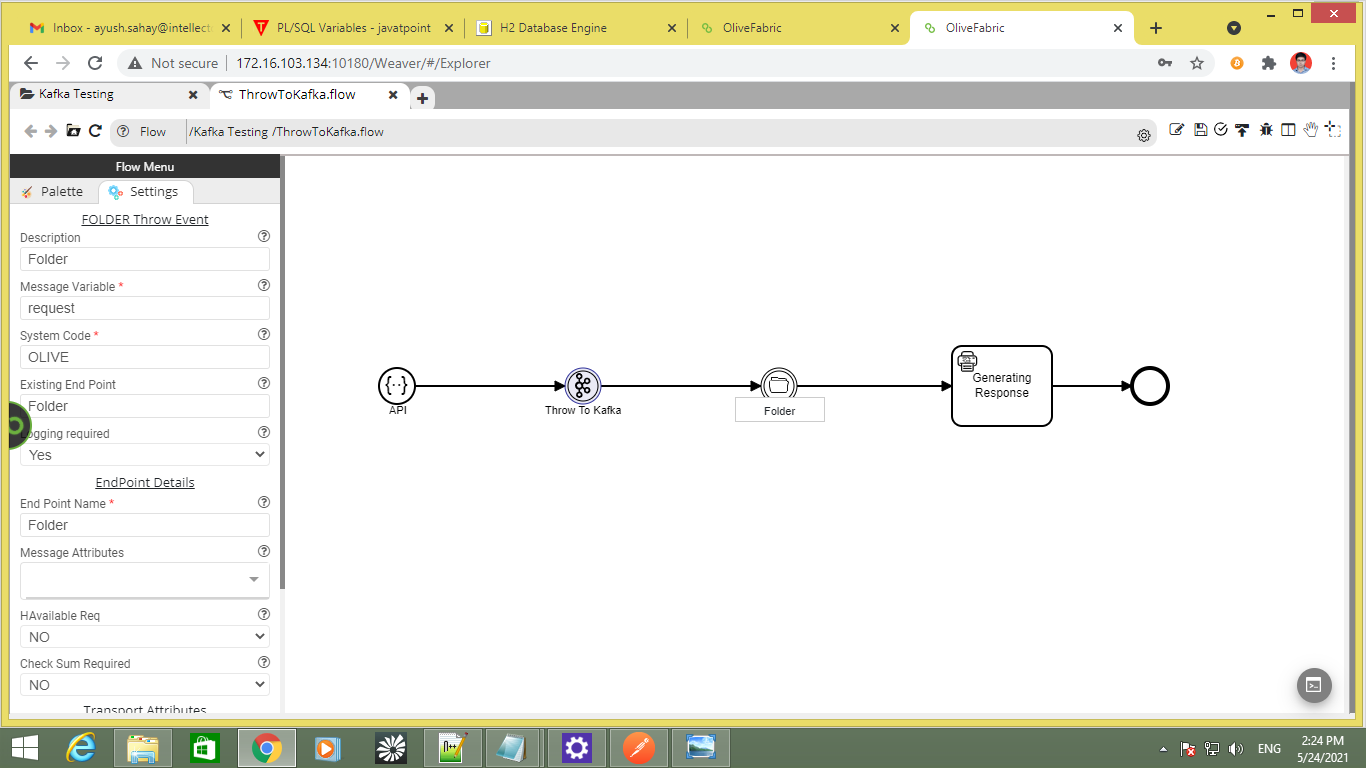 Inbox - ayush.sahay@intellect
PL/SQL Variables - javatpoint
H2 Database Engine
OliveFabric
OliveFabric
Not secure
172.16.103.134:10180/Weaver/#/Explorer
Kafka Testing
ThrowToKafka.flow
Flow
/Kafka Testing /ThrowToKafka.flow
Flow Menu
Palette
Settings
FOLDER Throw Event
Description
Folder
Message Variable *
request
System Code *
OLIVE
Existing End Point
Folder
Logging required
Yes
EndPoint Details
End Point Name *
Folder
Message Attributes
HAvailable Req
NO
Check Sum Required
NO
Transport Attributes
API
Throw To Kafka
Folder
Generating
Response
ENG
2:24 PM
5/24/2021